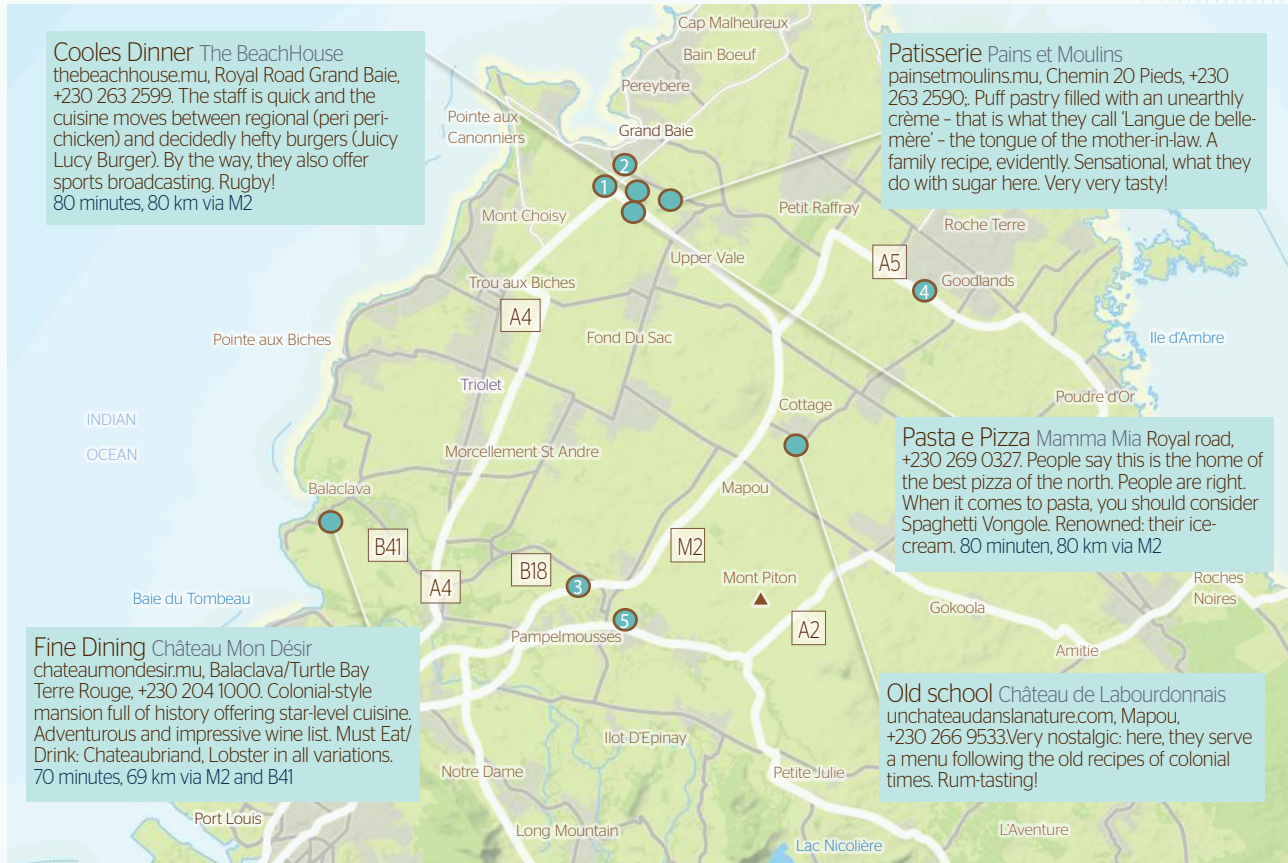 Cap Malheureux
Bain Boeuf
Pereybere
Pointe aux
Canonniers
Grand Baie
Cooles Dinner The BeachHouse
thebeachhouse.mu, Royal Road Grand Baie,
+230 263 2599. The staff is quick and the
cuisine moves between regional (peri peri-
chicken) and decidedly hefty burgers (Juicy
Lucy Burger). By the way, they also offer
sports broadcasting. Rugby!
80 minutes, 80 km via M2
Patisserie Pains et Moulins
painsetmoulins.mu, Chemin 20 Pieds, +230
263 2590;. Puff pastry filled with an unearthly
crème – that is what they call ‘Langue de belle-
mère’ – the tongue of the mother-in-law. A
family recipe, evidently. Sensational, what they
do with sugar here. Very very tasty!
2
1
Mont Choisy
Petit Raffray
Roche Terre
Upper Vale
A5
Goodlands
4
Trou aux Biches
A4
Fond Du Sac
Pointe aux Biches
Ile d'Ambre
Triolet
Poudre d'Or
Cottage
INDIAN
OCEAN
Morcellement St Andre
Mapou
Balaclava
Pasta e Pizza Mamma Mia Royal road,
+230 269 0327. People say this is the home of
the best pizza of the north. People are right.
When it comes to pasta, you should consider
Spaghetti Vongole. Renowned: their ice-
cream. 80 minuten, 80 km via M2
B41
M2
B18
A4
3
Mont Piton
Roches
Noires
Baie du Tombeau
Gokoola
5
Pampelmousses
A2
Amitie
Fine Dining Château Mon Désir
chateaumondesir.mu, Balaclava/Turtle Bay
Terre Rouge, +230 204 1000. Colonial-style
mansion full of history offering star-level cuisine.
Adventurous and impressive wine list. Must Eat/
Drink: Chateaubriand, Lobster in all variations.
70 minutes, 69 km via M2 and B41
Old school Château de Labourdonnais
unchateaudanslanature.com, Mapou,
+230 266 9533.Very nostalgic: here, they serve
a menu following the old recipes of colonial
times. Rum-tasting!
Ilot D'Epinay
Notre Dame
Petite Julie
Port Louis
Long Mountain
L'Aventure
Lac Nicolière